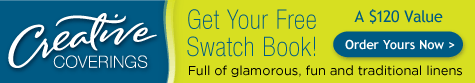 Creative
COVERINGS
Get Your Free
Swatch Book!
A $120 Value
Order Yours Now >
Full of glamorous, fun and traditional linens